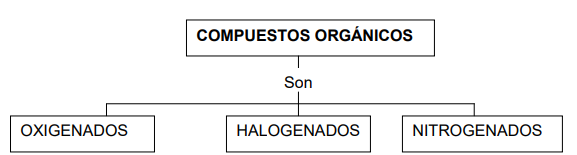 COMPUESTOS ORGÁNICOS
Son
OXIGENADOS
HALOGENADOS
NITROGENADOS